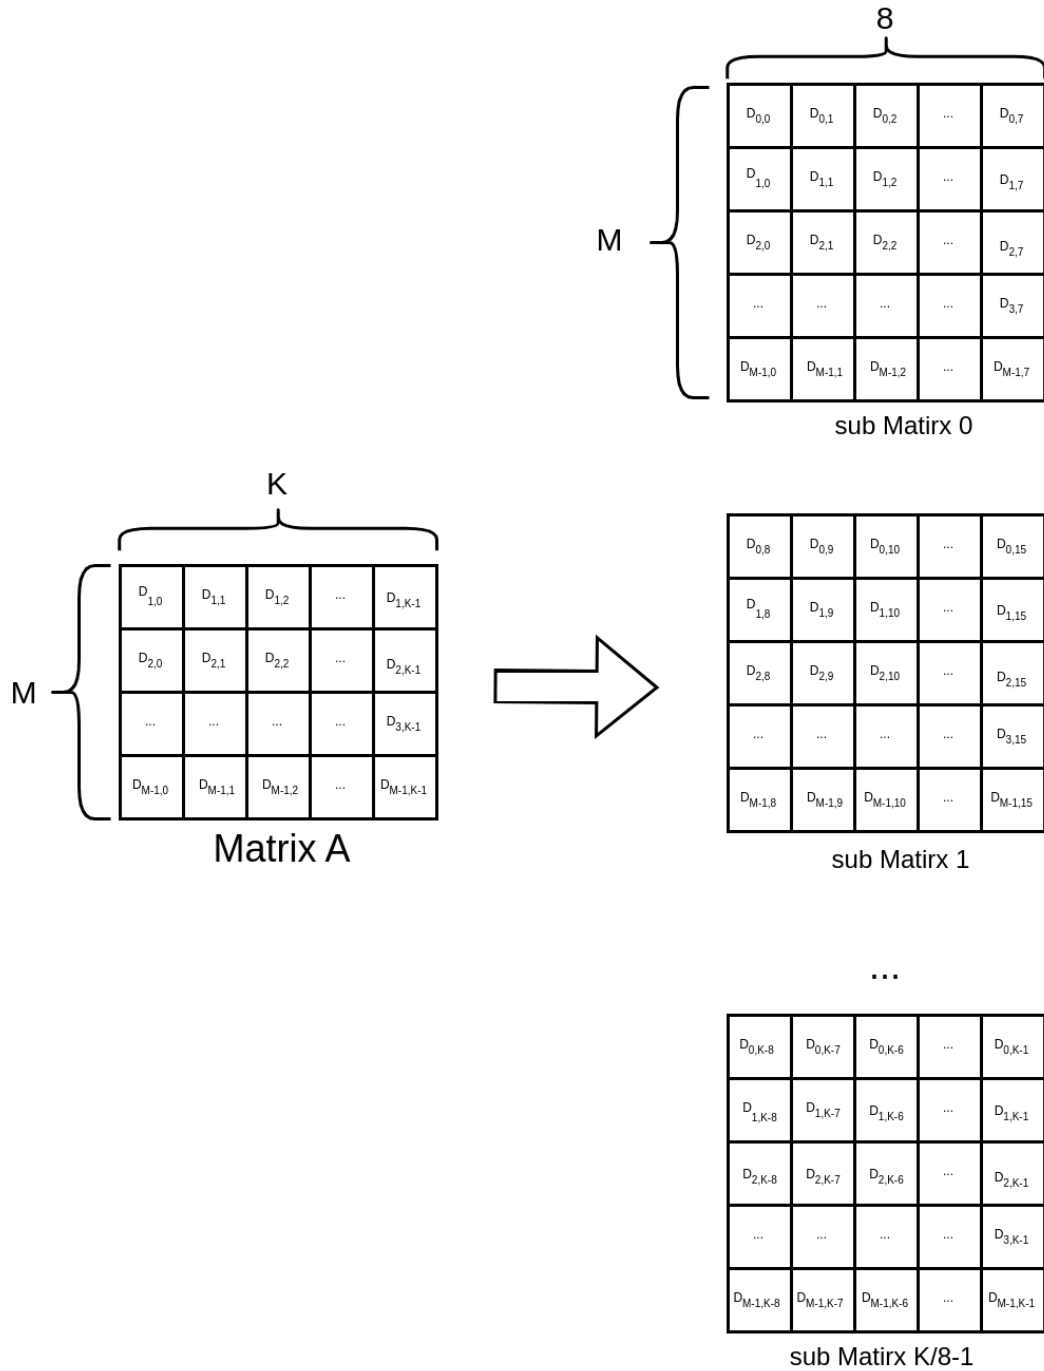 8
D0,0 D0,1 D0,2 ... D0,7
D1,0 D1,1 D1,2 ... D1,7
M
D2,0 D2,1 D2,2 ... D2,7
... ... ... ... D3,7
DM-1,0 DM-1,1 DM-1,2 ... DM-1,7
sub Matirx 0
K
D1,0 D1,1 D1,2 ... D1,K-1
D2,0 D2,1 D2,2 ... D2,K-1
M
... ... ... ... D3,K-1
DM-1,0 DM-1,1 DM-1,2 ... DM-1,K-1
Matrix A
D0,8 D0,9 D0,10 ... D0,15
D1,8 D1,9 D1,10 ... D1,15
D2,8 D2,9 D2,10 ... D2,15
... ... ... ... D3,15
DM-1,8 DM-1,9 DM-1,10 ... DM-1,15
sub Matirx 1
...
D0,K-8 D0,K-7 D0,K-6 ... D0,K-1
D1,K-8 D1,K-7 D1,K-6 ... D1,K-1
D2,K-8 D2,K-7 D2,K-6 ... D2,K-1
... ... ... ... D3,K-1
DM-1,K-8 DM-1,K-7 DM-1,K-6 ... DM-1,K-1
sub Matirx K/8-1